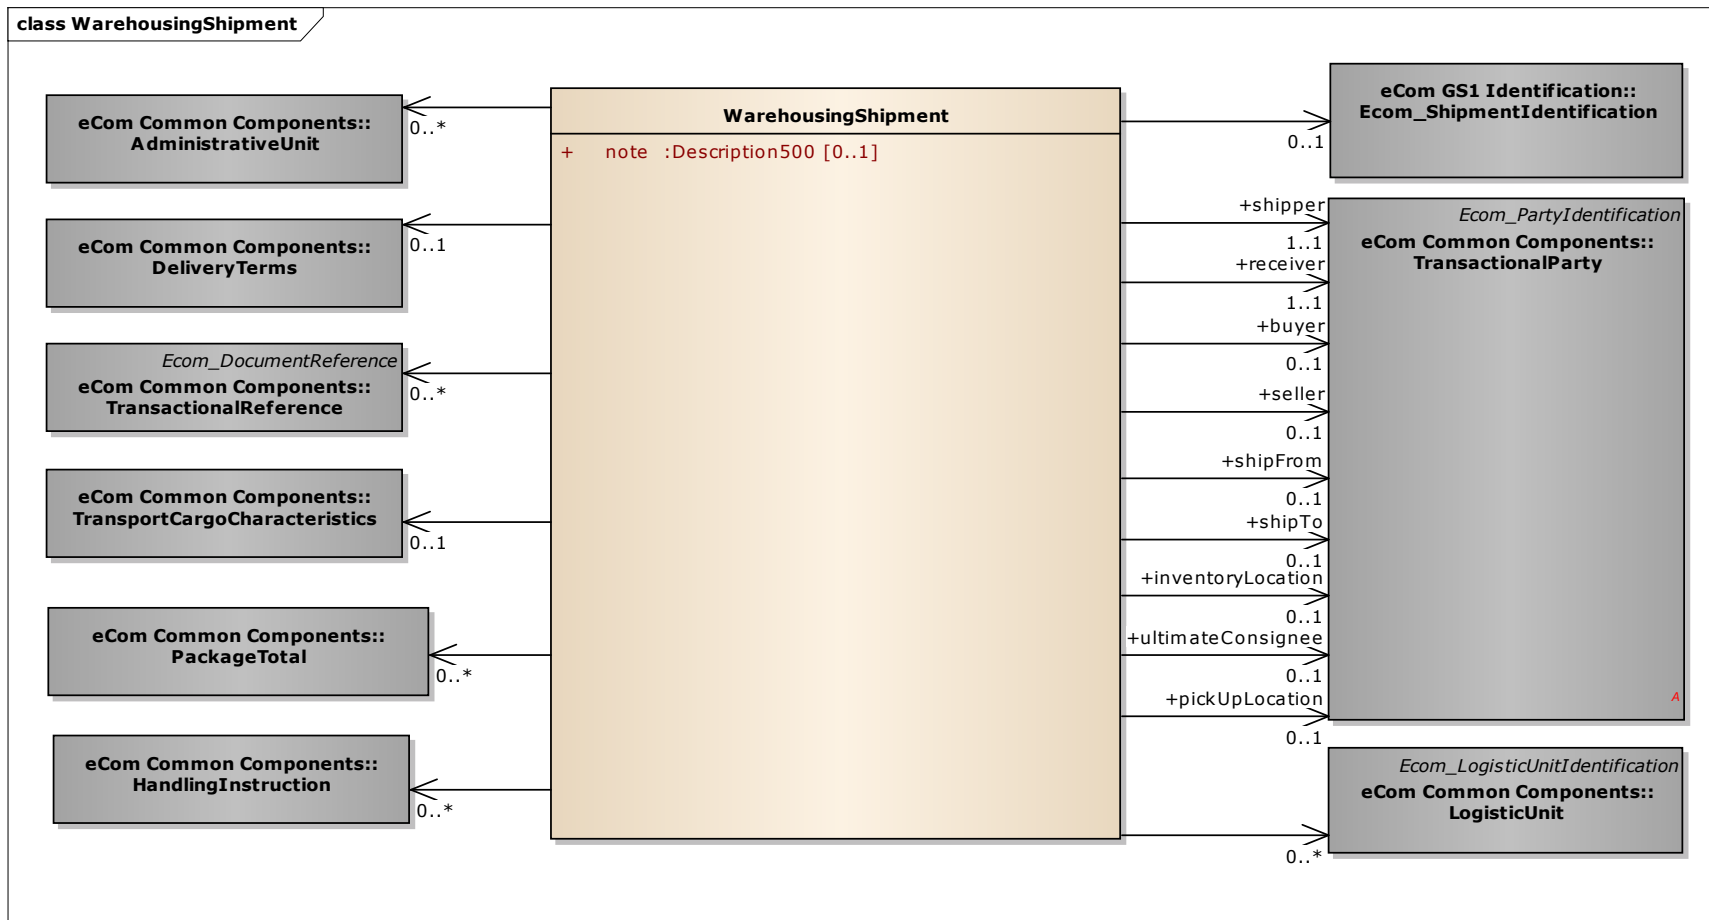 class WarehousingShipment
eCom Common Components::
AdministrativeUnit
0..*
eCom Common Components::
DeliveryTerms
0..1
Ecom_DocumentReference
eCom Common Components::
TransactionalReference
0..*
eCom Common Components::
TransportCargoCharacteristics
0..1
eCom Common Components::
PackageTotal
0..*
eCom Common Components::
HandlingInstruction
0..*
WarehousingShipment
+ note :Description500 [0..1]
0..1
+shipper
1..1
+receiver
1..1
+buyer
0..1
+seller
0..1
+shipFrom
0..1
+shipTo
0..1
+inventoryLocation
0..1
+ultimateConsignee
0..1
+pickUpLocation
0..1
0..*
eCom GS1 Identification::
Ecom_ShipmentIdentification
Ecom_PartyIdentification
eCom Common Components::
TransactionalParty
A
Ecom_LogisticUnitIdentification
eCom Common Components::
LogisticUnit